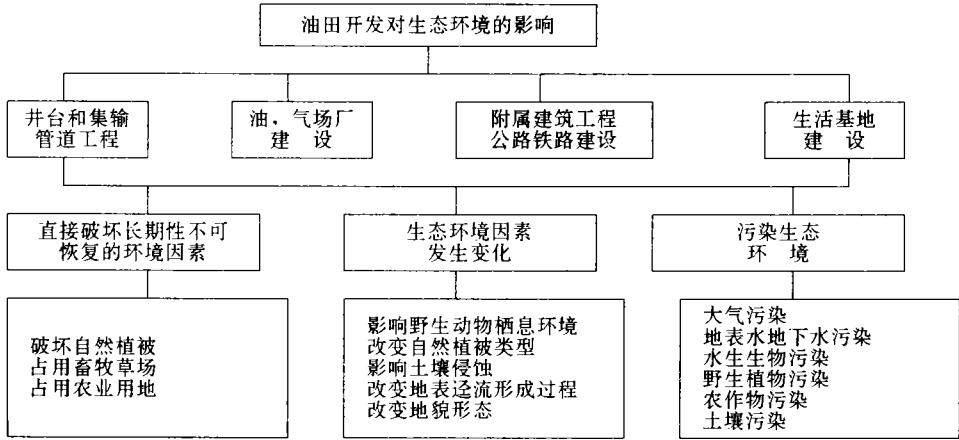 油田开发对生态环境的影响
井台和集输
管道工程
油，气场厂
建 设
附属建筑工程
公路铁路建设
生活基地
建 设
直接破坏长期性不可
恢复的环境因素
生态环境因素
发生变化
污染生态
环 境
破坏自然植被
占用畜牧草场
占用农业用地
影响野生动物栖息环境
改变自然植被类型
影响土壤侵蚀
改变地表迳流形成过程
改变地貌形态
大气污染
地表水地下水污染
水生生物污染
野生植物污染
农作物污染
土壤污染